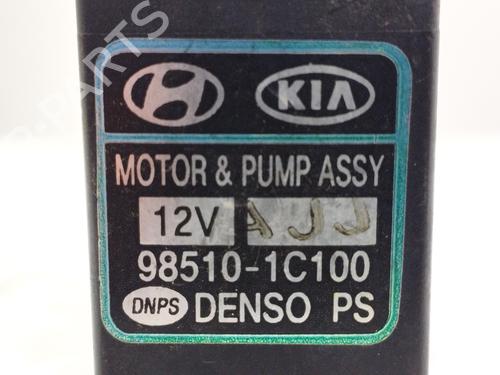 KIA
MOTOR & PUMP ASSY
12V AJJ
98510-1C100
DNPS DENSO PS